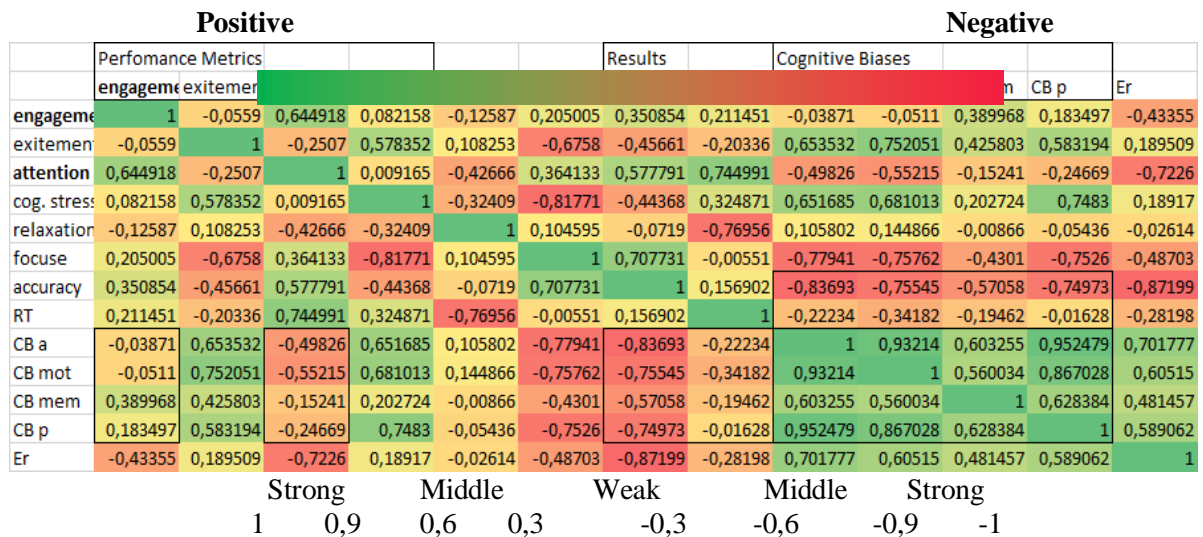 Positive Negative
Perfomance Metrics Results Cognitive Biases
engageme exitemer m CB p Er
engageme 1 -0,0559 0,644918 0,082158 -0,12587 0,205005 0,350854 0,211451 -0,03871 -0,0511 0,389968 0,183497 -0,43355
exitemen -0,0559 1 -0,2507 0,578352 0,108253 -0,6758 -0,45661 -0,20336 0,653532 0,752051 0,425803 0,583194 0,189509
attention 0,644918 -0,2507 1 0,009165 -0,42666 0,364133 0,577791 0,744991 -0,49826 -0,55215 -0,15241 -0,24669 -0,7226
cog. stress 0,082158 0,578352 0,009165 1 -0,32409 -0,81771 -0,44368 0,324871 0,651685 0,681013 0,202724 0,7483 0,18917
relaxation -0,12587 0,108253 -0,42666 -0,32409 1 0,104595 -0,0719 -0,76956 0,105802 0,144866 -0,00866 -0,05436 -0,02614
focuse 0,205005 -0,6758 0,364133 -0,81771 0,104595 1 0,707731 -0,00551 -0,77941 -0,75762 -0,4301 -0,7526 -0,48703
accuracy 0,350854 -0,45661 0,577791 -0,44368 -0,0719 0,707731 1 0,156902 -0,83693 -0,75545 -0,57058 -0,74973 -0,87199
RT 0,211451 -0,20336 0,744991 0,324871 -0,76956 -0,00551 0,156902 1 -0,22234 -0,34182 -0,19462 -0,01628 -0,28198
CB a -0,03871 0,653532 -0,49826 0,651685 0,105802 -0,77941 -0,83693 -0,22234 1 0,93214 0,603255 0,952479 0,701777
CB mot -0,0511 0,752051 -0,55215 0,681013 0,144866 -0,75762 -0,75545 -0,34182 0,93214 1 0,560034 0,867028 0,60515
CB mem 0,389968 0,425803 -0,15241 0,202724 -0,00866 -0,4301 -0,57058 -0,19462 0,603255 0,560034 1 0,628384 0,481457
CB p 0,183497 0,583194 -0,24669 0,7483 -0,05436 -0,7526 -0,74973 -0,01628 0,952479 0,867028 0,628384 1 0,589062
Er -0,43355 0,189509 -0,7226 0,18917 -0,02614 -0,48703 -0,87199 -0,28198 0,701777 0,60515 0,481457 0,589062 1
Strong Middle Weak Middle Strong
1 0,9 0,6 0,3 -0,3 -0,6 -0,9 -1